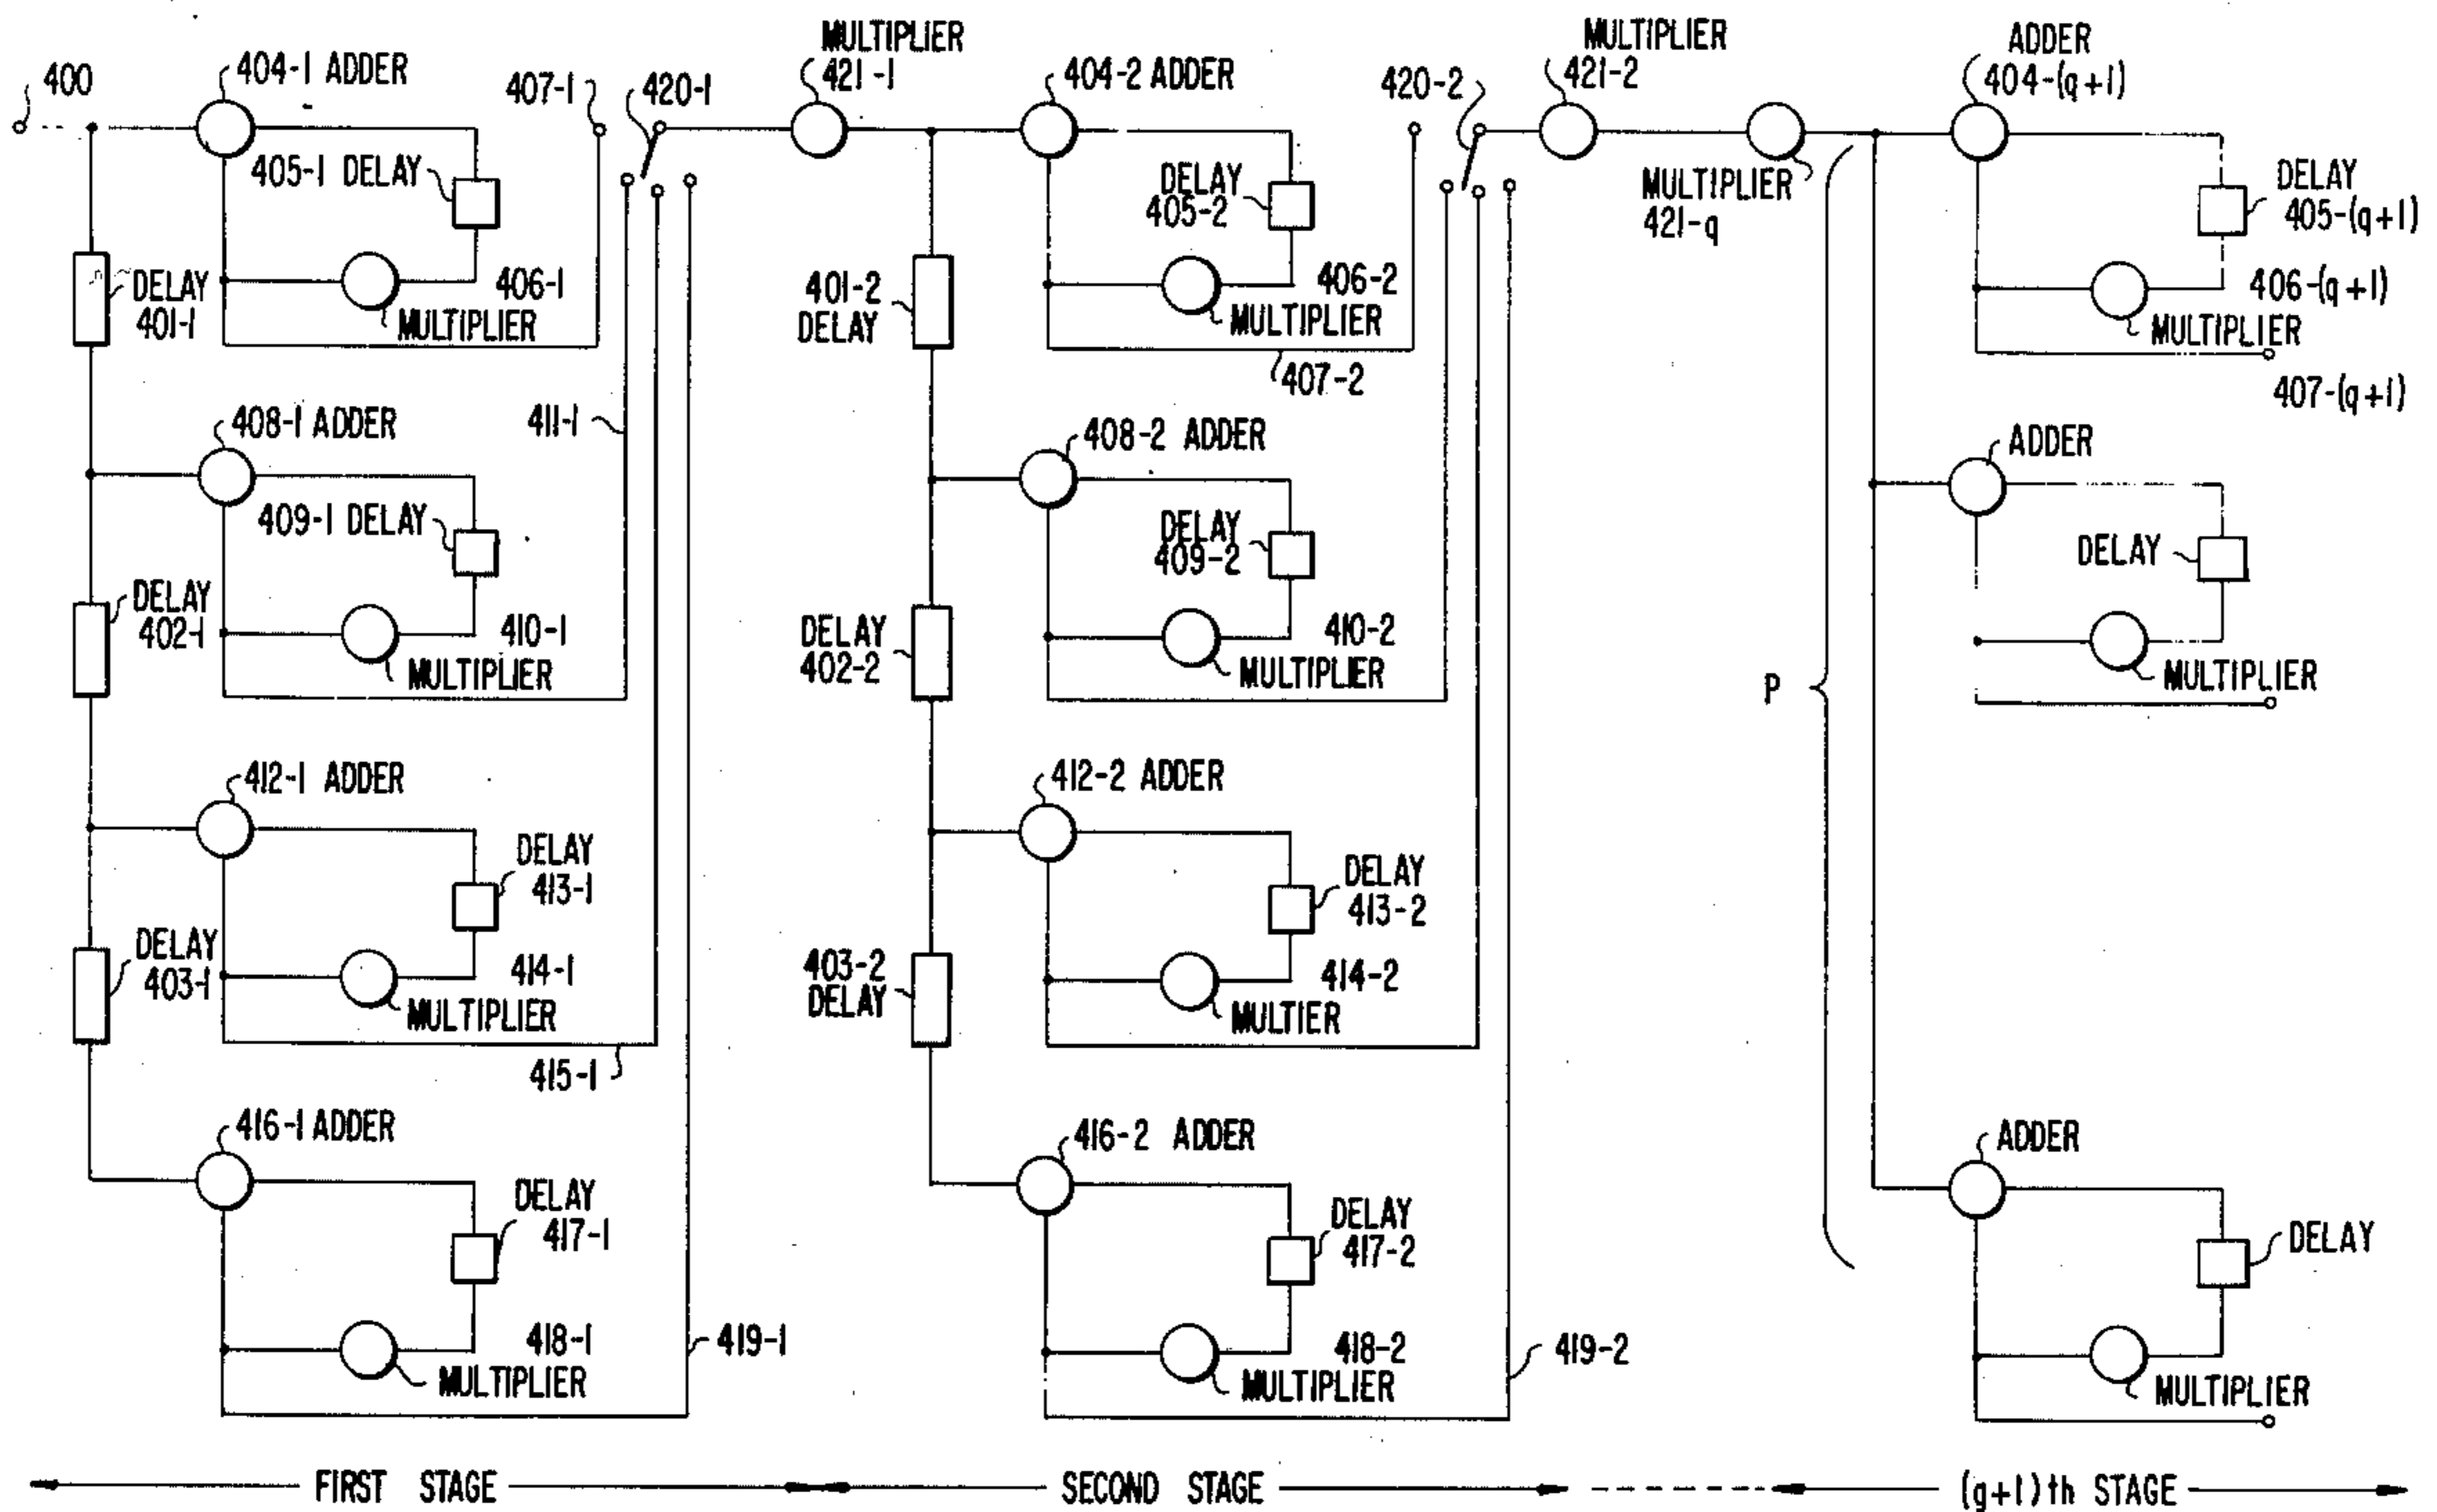 400
404-1 ADDER
405-1 DELAY
406-1
MULTIPLIER
407-1
420-1
DELAY
401-1
408-1 ADDER
409-1 DELAY
410-1
MULTIPLIER
411-1
DELAY
402-1
412-1 ADDER
DELAY
413-1
414-1
MULTIPLIER
415-1
DELAY
403-1
416-1 ADDER
DELAY
417-1
418-1
MULTIPLIER
419-1
MULTIPLIER
421-1
404-2 ADDER
DELAY
405-2
406-2
MULTIPLIER
407-2
420-2
401-2
DELAY
408-2 ADDER
DELAY
409-2
410-2
MULTIPLIER
DELAY
402-2
412-2 ADDER
DELAY
413-2
414-2
MULTIER
403-2
DELAY
416-2 ADDER
DELAY
417-2
418-2
MULTIPLIER
419-2
MULTIPLIER
421-2
MULTIPLIER
421-q
P
ADDER
404-(q+1)
DELAY
405-(q+1)
406-(q+1)
MULTIPLIER
407-(q+1)
ADDER
DELAY
MULTIPLIER
ADDER
DELAY
MULTIPLIER
FIRST STAGE
SECOND STAGE
(g+1)th STAGE